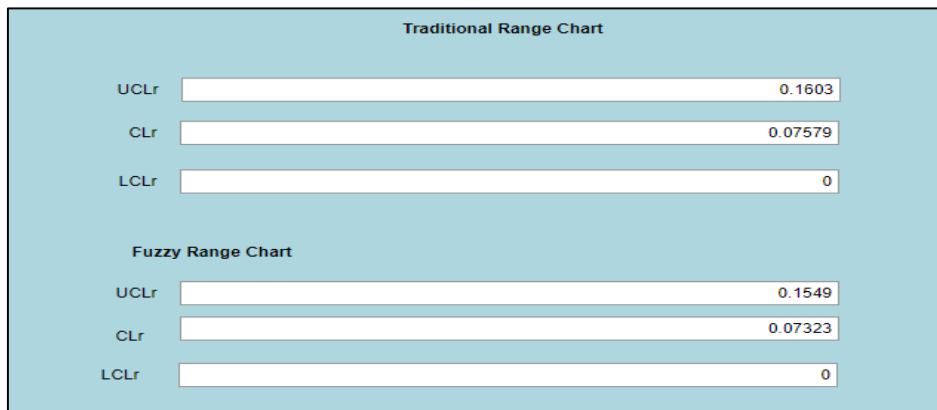 Traditional Range Chart
UCLr 0.1603
CLr 0.07579
LCLr 0
Fuzzy Range Chart
UCLr 0.1549
CLr 0.07323
LCLr 0